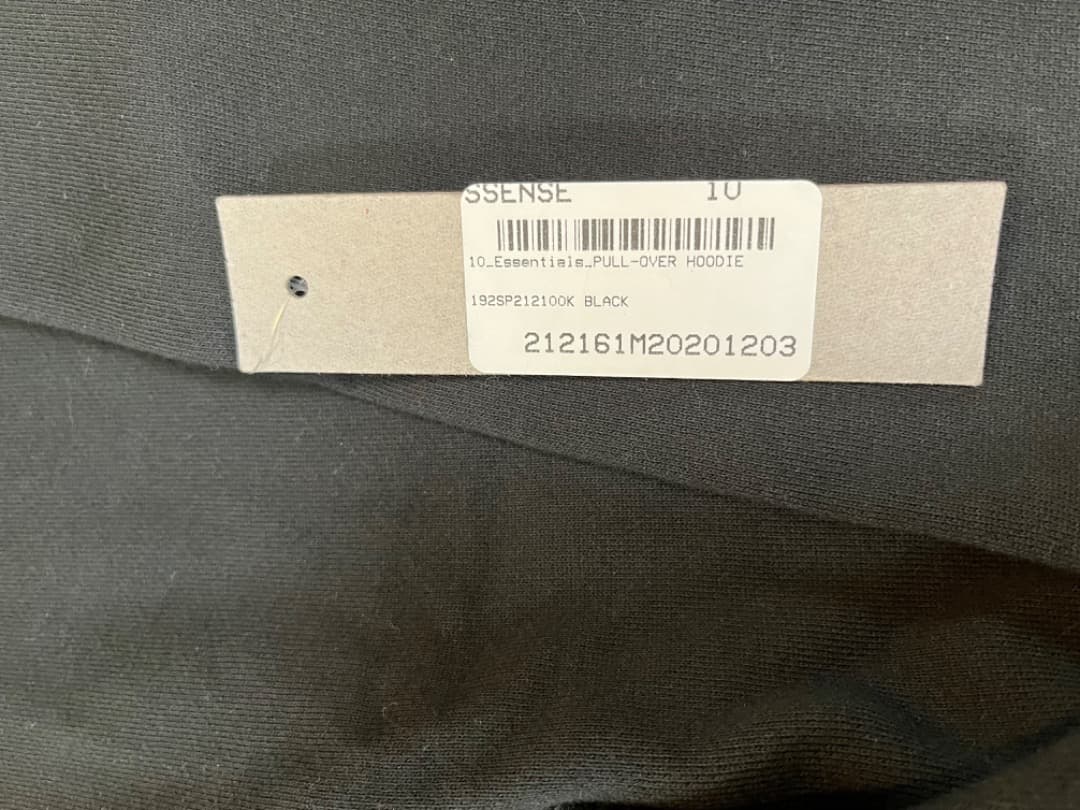 SSENSE 10
10_Essentials_PULL-OVER HOODIE
192SP212100K BLACK
212161M20201203